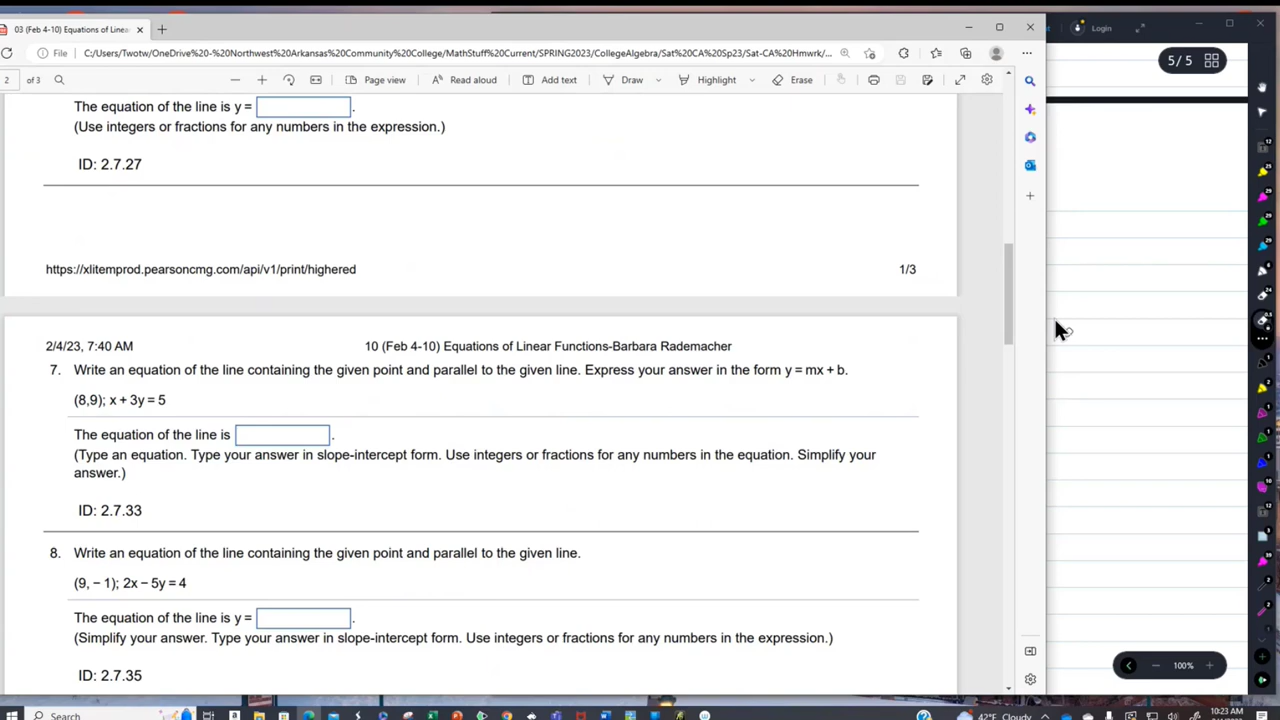 03 (Feb 4-10) Equations of Linea
Login
File
C:/Users/Twotw/OneDrive%20-%20Northwest%20Arkansas%20Community%20College/MathStuff%20Current/SPRING2023/CollegeAlgebra/Sat%20CA%20Sp23/Sat-CA%20Hmwrk/...
5/5
2 of 3
Page view
Read aloud
Add text
Draw
Highlight
Erase
The equation of the line is y = .
(Use integers or fractions for any numbers in the expression.)
ID: 2.7.27
https://xlitemprod.pearsoncmg.com/api/v1/print/highered
1/3
2/4/23, 7:40 AM
10 (Feb 4-10) Equations of Linear Functions-Barbara Rademacher
7. Write an equation of the line containing the given point and parallel to the given line. Express your answer in the form y = mx + b.
(8,9); x + 3y = 5
The equation of the line is .
(Type an equation. Type your answer in slope-intercept form. Use integers or fractions for any numbers in the equation. Simplify your
answer.)
ID: 2.7.33
8. Write an equation of the line containing the given point and parallel to the given line.
(9, − 1); 2x − 5y = 4
The equation of the line is y = .
(Simplify your answer. Type your answer in slope-intercept form. Use integers or fractions for any numbers in the expression.)
ID: 2.7.35
100%
Search
42°F Cloudy
10:23 AM